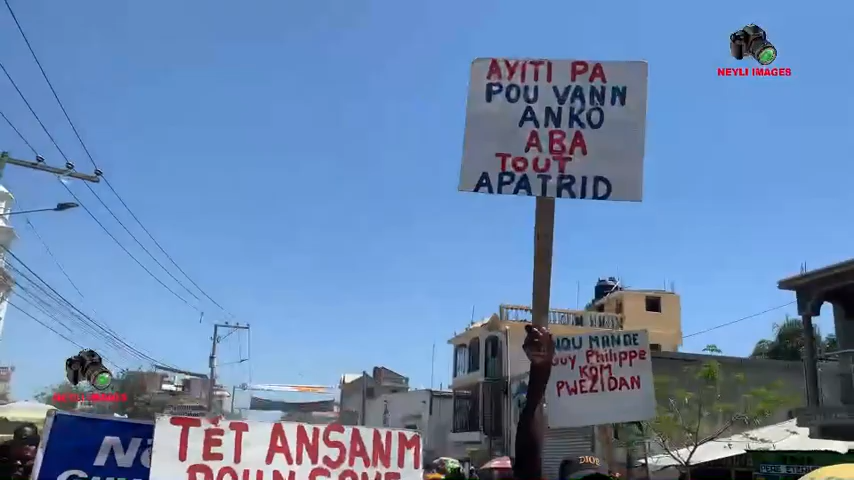 NEYLI IMAGES
AYITI PA
POU VANN
ANKO
ABA
TOUT
APATRID
NOU MANDE
Guy Philippe
KOM
PWEZIDAN
NEYLI IMAGES
TÈT ANSANM
DIOR